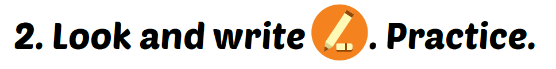 2. Look and write . Practice.